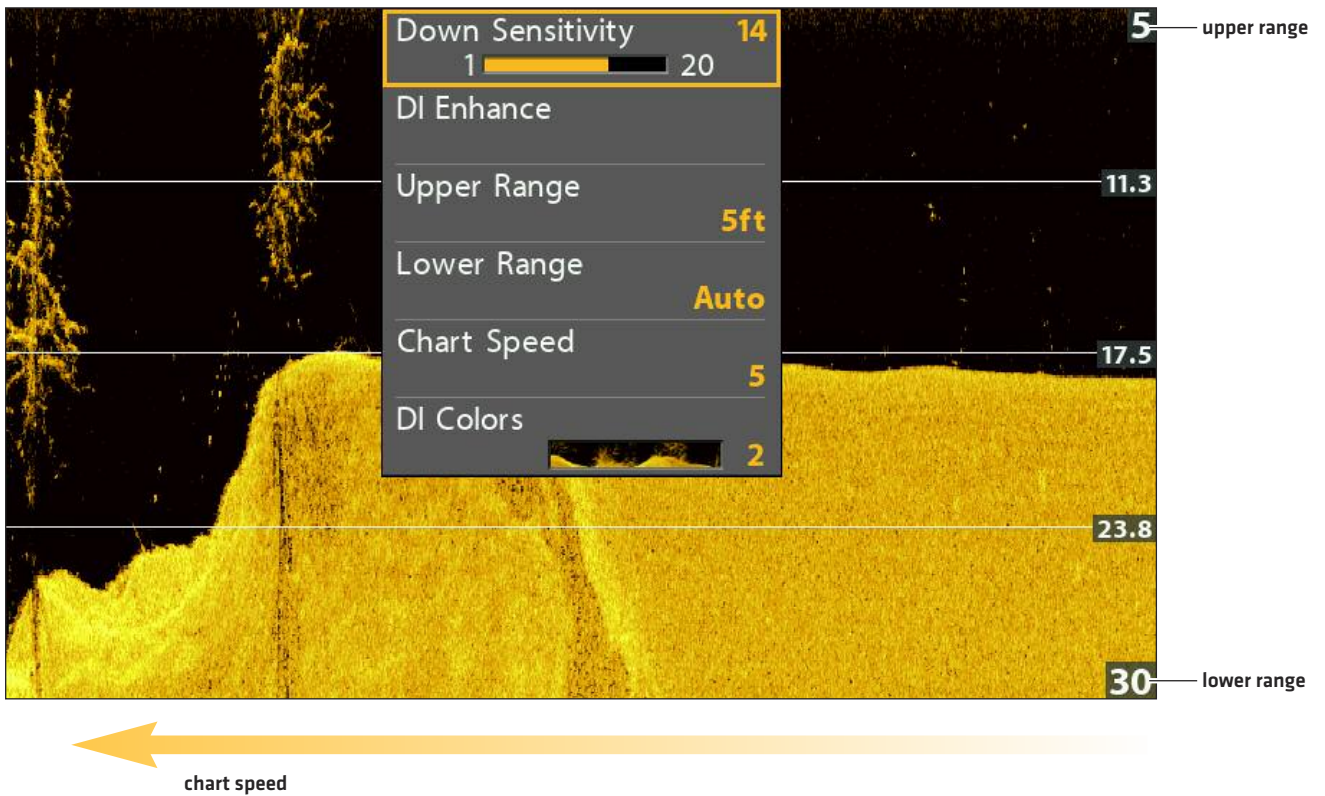 Down Sensitivity 14
1 20
DI Enhance
Upper Range
5ft
Lower Range
Auto
Chart Speed
5
DI Colors
2
5
upper range
11.3
17.5
23.8
30
lower range
chart speed